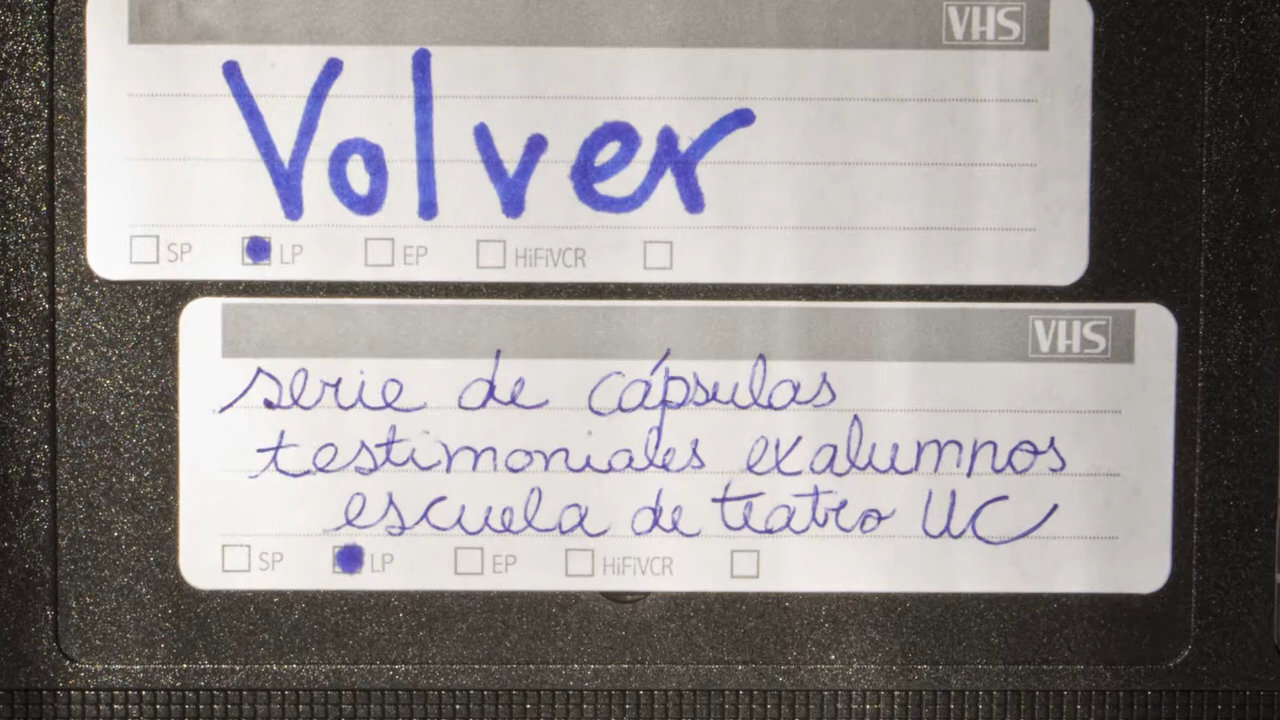 VHS
Volver
SP LP EP HiFiVCR
VHS
serie de cápsulas
testimoniales exalumnos
escuela de teatro UC
SP LP EP HiFiVCR